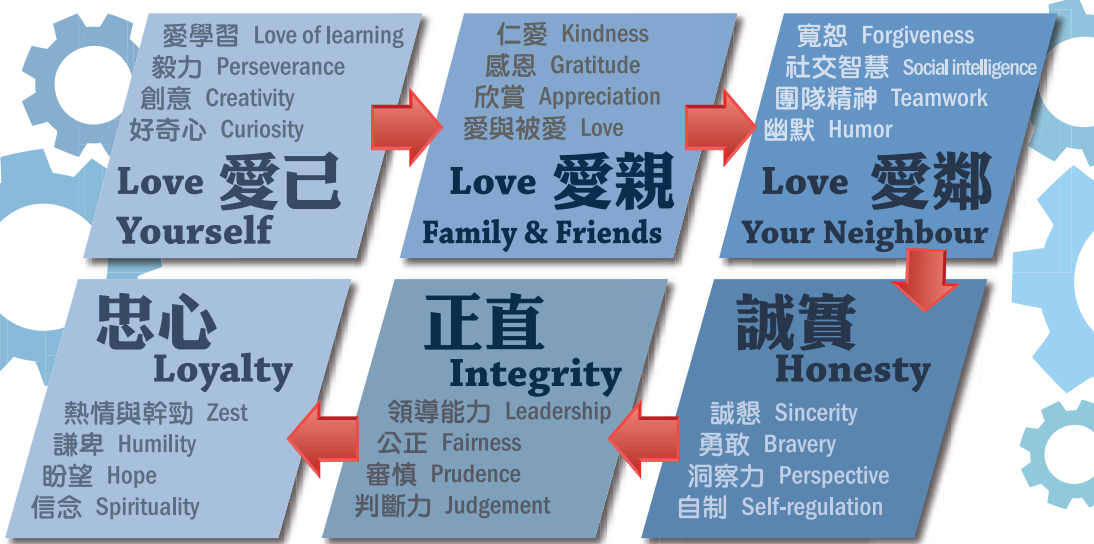 愛學習 Love of learning
毅力 Perseverance
創意 Creativity
好奇心 Curiosity
Love 愛己
Yourself
仁愛 Kindness
感恩 Gratitude
欣賞 Appreciation
愛與被愛 Love
Love 愛親
Family & Friends
寬恕 Forgiveness
社交智慧 Social intelligence
團隊精神 Teamwork
幽默 Humor
Love 愛鄰
Your Neighbour
誠實
Honesty
誠懇 Sincerity
勇敢 Bravery
洞察力 Perspective
自制 Self-regulation
正直
Integrity
領導能力 Leadership
公正 Fairness
審慎 Prudence
判斷力 Judgement
忠心
Loyalty
熱情與幹勁 Zest
謙卑 Humility
盼望 Hope
信念 Spirituality